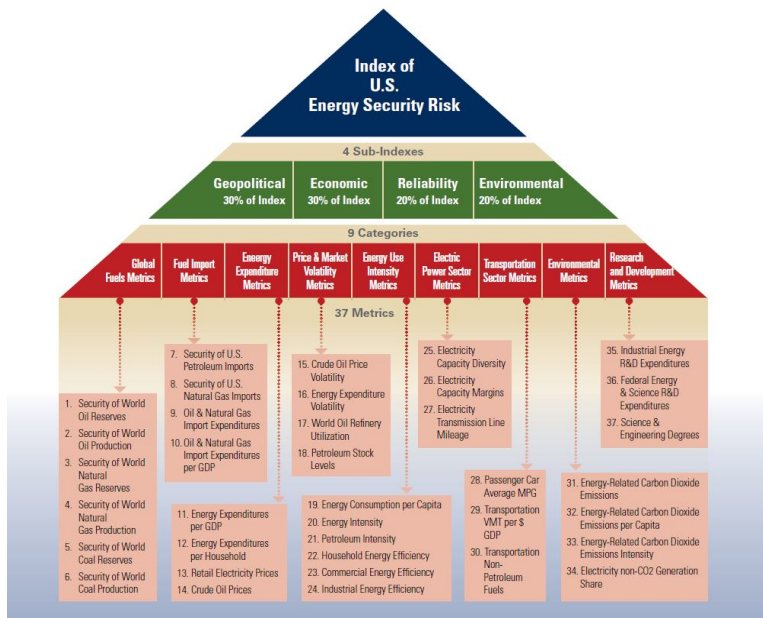 Index of
U.S.
Energy Security Risk
4 Sub-Indexes
Geopolitical
30% of Index
Economic
30% of Index
Reliability
20% of Index
Environmental
20% of Index
9 Categories
Global
Fuels Metrics
Fuel Import
Metrics
Eneergy
Expenditure
Metrics
Price & Market
Volatility
Metrics
Energy Use
Intensity
Metrics
Electric
Power Sector
Metrics
Transportation
Sector Metrics
Environmental
Metrics
Research
and Development
Metrics
37 Metrics
1. Security of World
Oil Reserves
2. Security of World
Oil Production
3. Security of World
Natural
Gas Reserves
4. Security of World
Natural
Gas Production
5. Security of World
Coal Reserves
6. Security of World
Coal Production
7. Security of U.S.
Petroleum Imports
8. Security of U.S.
Natural Gas Imports
9. Oil & Natural Gas
Import Expenditures
10. Oil & Natural Gas
Import Expenditures
per GDP
11. Energy Expenditures
per GDP
12. Energy Expenditures
per Household
13. Retail Electricity Prices
14. Crude Oil Prices
15. Crude Oil Price
Volatility
16. Energy Expenditure
Volatility
17. World Oil Refinery
Utilization
18. Petroleum Stock
Levels
19. Energy Consumption per Capita
20. Energy Intensity
21. Petroleum Intensity
22. Household Energy Efficiency
23. Commercial Energy Efficiency
24. Industrial Energy Efficiency
25. Electricity
Capacity Diversity
26. Electricity
Capacity Margins
27. Electricity
Transmission Line
Mileage
28. Passenger Car
Average MPG
29. Transportation
VMT per $
GDP
30. Transportation
Non-
Petroleum
Fuels
31. Energy-Related Carbon Dioxide
Emissions
32. Energy-Related Carbon Dioxide
Emissions per Capita
33. Energy-Related Carbon Dioxide
Emissions Intensity
34. Electricity non-CO2 Generation
Share
35. Industrial Energy
R&D Expenditures
36. Federal Energy
& Science R&D
Expenditures
37. Science &
Engineering Degrees